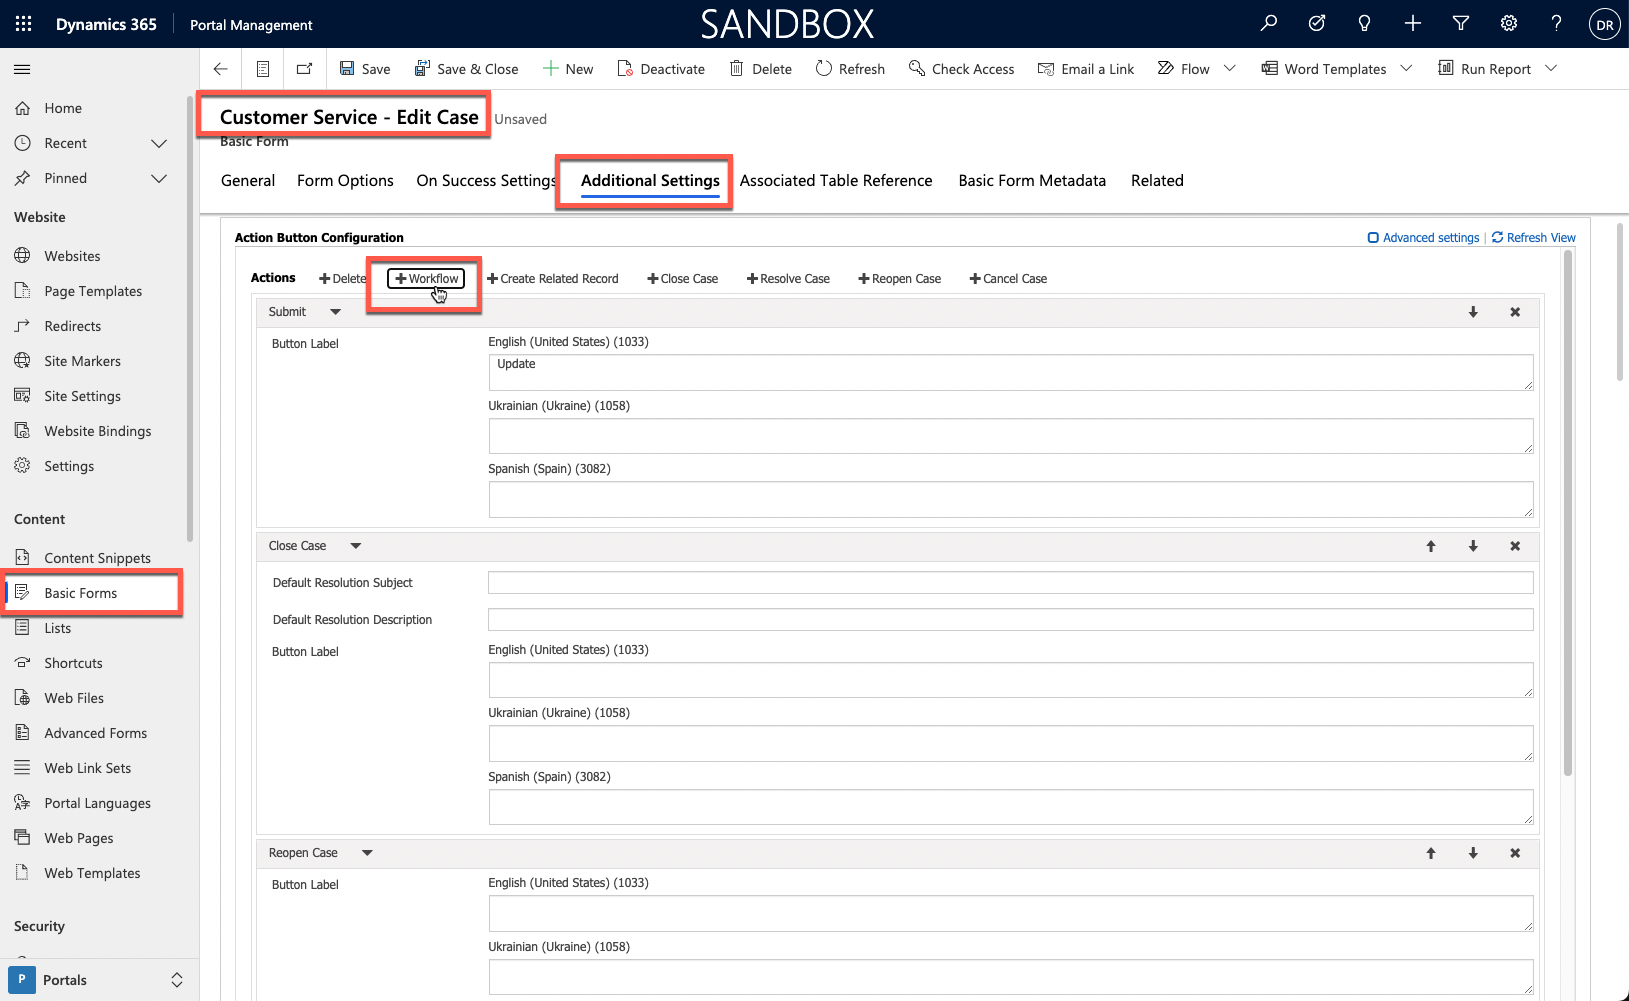 Dynamics 365 Portal Management SANDBOX DR
Save Save & Close New Deactivate Delete Refresh Check Access Email a Link Flow Word Templates Run Report
Home
Recent
Pinned
Website
Websites
Page Templates
Redirects
Site Markers
Site Settings
Website Bindings
Settings
Content
Content Snippets
Basic Forms
Lists
Shortcuts
Web Files
Advanced Forms
Web Link Sets
Portal Languages
Web Pages
Web Templates
Security
P Portals
Customer Service - Edit Case Unsaved
Basic Form
General Form Options On Success Settings Additional Settings Associated Table Reference Basic Form Metadata Related
Action Button Configuration Advanced settings | Refresh View
Actions +Delete +Workflow +Create Related Record +Close Case +Resolve Case +Reopen Case +Cancel Case
Submit
Button Label English (United States) (1033)
Update
Ukrainian (Ukraine) (1058)
Spanish (Spain) (3082)
Close Case
Default Resolution Subject
Default Resolution Description
Button Label English (United States) (1033)
Ukrainian (Ukraine) (1058)
Spanish (Spain) (3082)
Reopen Case
Button Label English (United States) (1033)
Ukrainian (Ukraine) (1058)